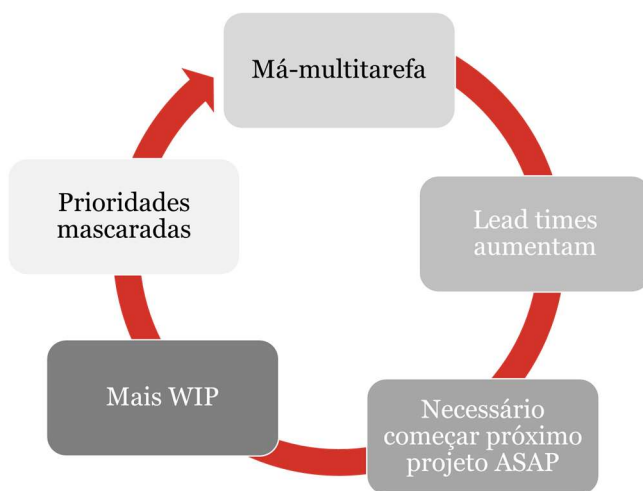 Má-multitarefa
Lead times
aumentam
Necessário
começar próximo
projeto ASAP
Mais WIP
Prioridades
mascaradas